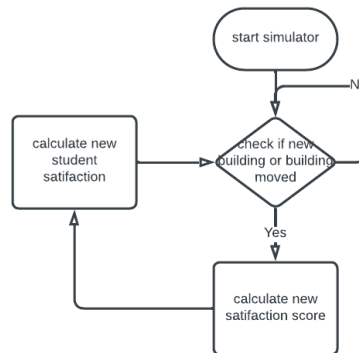 start simulator
N
calculate new
student
satifaction
check if new
building or building
moved
Yes
calculate new
satifaction score